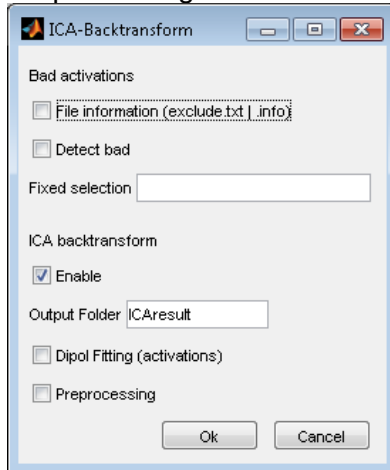 ICA-Backtransform
Bad activations
File information (exclude.txt | .info)
Detect bad
Fixed selection
ICA backtransform
Enable
Output Folder ICAresult
Dipol Fitting (activations)
Preprocessing
Ok Cancel